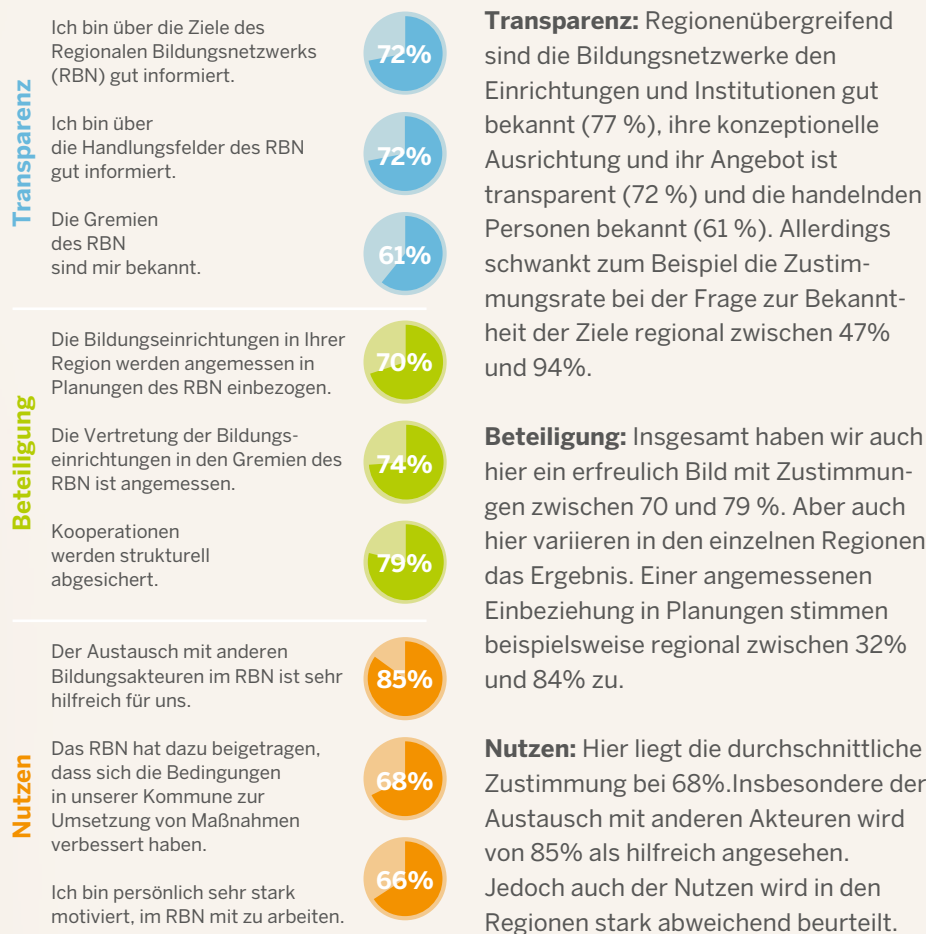 Transparenz
Ich bin über die Ziele des
Regionalen Bildungsnetzwerks
(RBN) gut informiert.
72%
Ich bin über
die Handlungsfelder des RBN
gut informiert.
72%
Die Gremien
des RBN
sind mir bekannt.
61%
Beteiligung
Die Bildungseinrichtungen in Ihrer
Region werden angemessen in
Planungen des RBN einbezogen.
70%
Die Vertretung der Bildungs-
einrichtungen in den Gremien des
RBN ist angemessen.
74%
Kooperationen
werden strukturell
abgesichert.
79%
Nutzen
Der Austausch mit anderen
Bildungsakteuren im RBN ist sehr
hilfreich für uns.
85%
Das RBN hat dazu beigetragen,
dass sich die Bedingungen
in unserer Kommune zur
Umsetzung von Maßnahmen
verbessert haben.
68%
Ich bin persönlich sehr stark
motiviert, im RBN mit zu arbeiten.
66%
Transparenz: Regionenübergreifend
sind die Bildungsnetzwerke den
Einrichtungen und Institutionen gut
bekannt (77 %), ihre konzeptionelle
Ausrichtung und ihr Angebot ist
transparent (72 %) und die handelnden
Personen bekannt (61 %). Allerdings
schwankt zum Beispiel die Zustim-
mungsrate bei der Frage zur Bekannt-
heit der Ziele regional zwischen 47%
und 94%.
Beteiligung: Insgesamt haben wir auch
hier ein erfreulich Bild mit Zustimmun-
gen zwischen 70 und 79 %. Aber auch
hier variieren in den einzelnen Regionen
das Ergebnis. Einer angemessenen
Einbeziehung in Planungen stimmen
beispielsweise regional zwischen 32%
und 84% zu.
Nutzen: Hier liegt die durchschnittliche
Zustimmung bei 68%.Insbesondere der
Austausch mit anderen Akteuren wird
von 85% als hilfreich angesehen.
Jedoch auch der Nutzen wird in den
Regionen stark abweichend beurteilt.